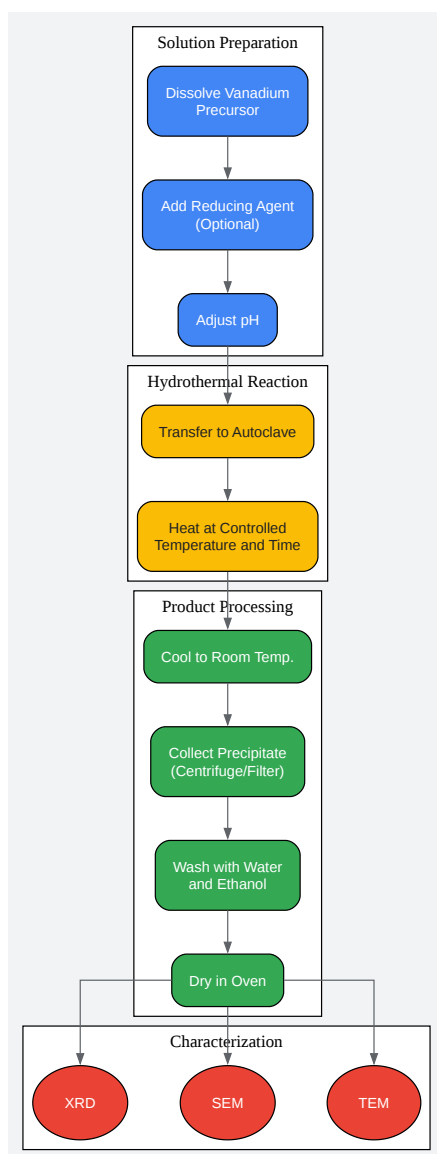 Solution Preparation
Dissolve Vanadium
Precursor
Add Reducing Agent
(Optional)
Adjust pH
Hydrothermal Reaction
Transfer to Autoclave
Heat at Controlled
Temperature and Time
Product Processing
Cool to Room Temp.
Collect Precipitate
(Centrifuge/Filter)
Wash with Water
and Ethanol
Dry in Oven
Characterization
XRD
SEM
TEM